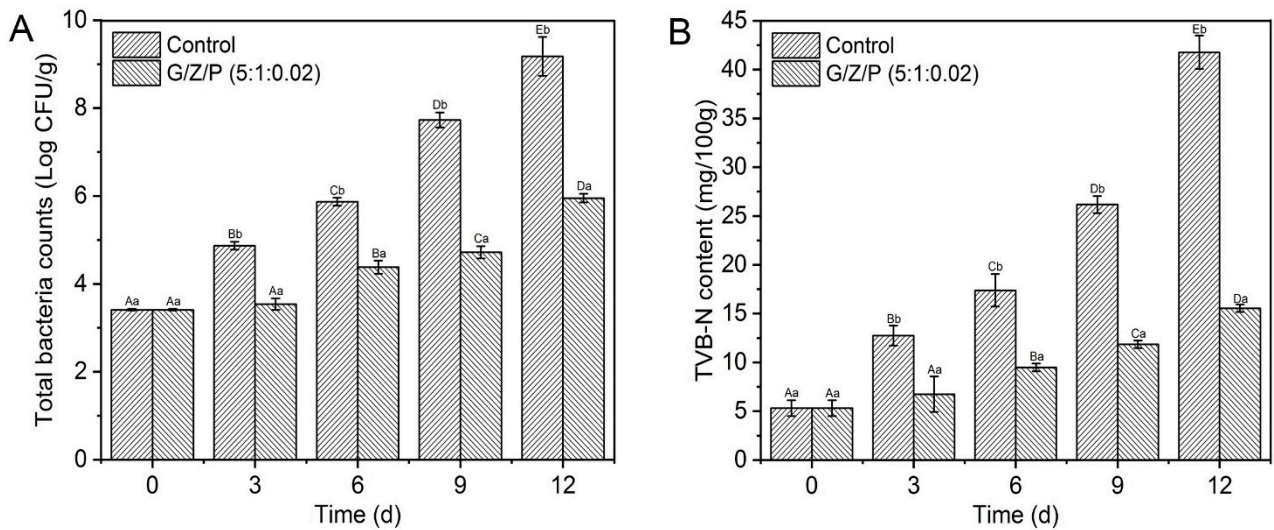 A
Total bacteria counts (Log CFU/g)
10
8
6
4
2
0
Control
G/Z/P (5:1:0.02)
Aa Aa Bb Aa Cb Ba Db Ca Eb Da
0 3 6 9 12
Time (d)
B
TVB-N content (mg/100g)
45
40
35
30
25
20
15
10
5
0
Control
G/Z/P (5:1:0.02)
Aa Aa Bb Aa Cb Ba Db Ca Eb Da
0 3 6 9 12
Time (d)